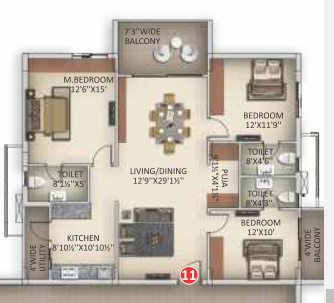 7'3"WIDE
BALCONY
M.BEDROOM
12'6"X15'
BEDROOM
12'X11'9"
TOILET
8'X4'6"
LIVING/DINING
12'9"X29'1½"
PUJA
TOILET
8'1½"X5'
TOILET
8'X4'3"
KITCHEN
8'10½"X10'10½"
4'WIDE
UTILITY
BEDROOM
12'X10'
4'WIDE
BALCONY
11